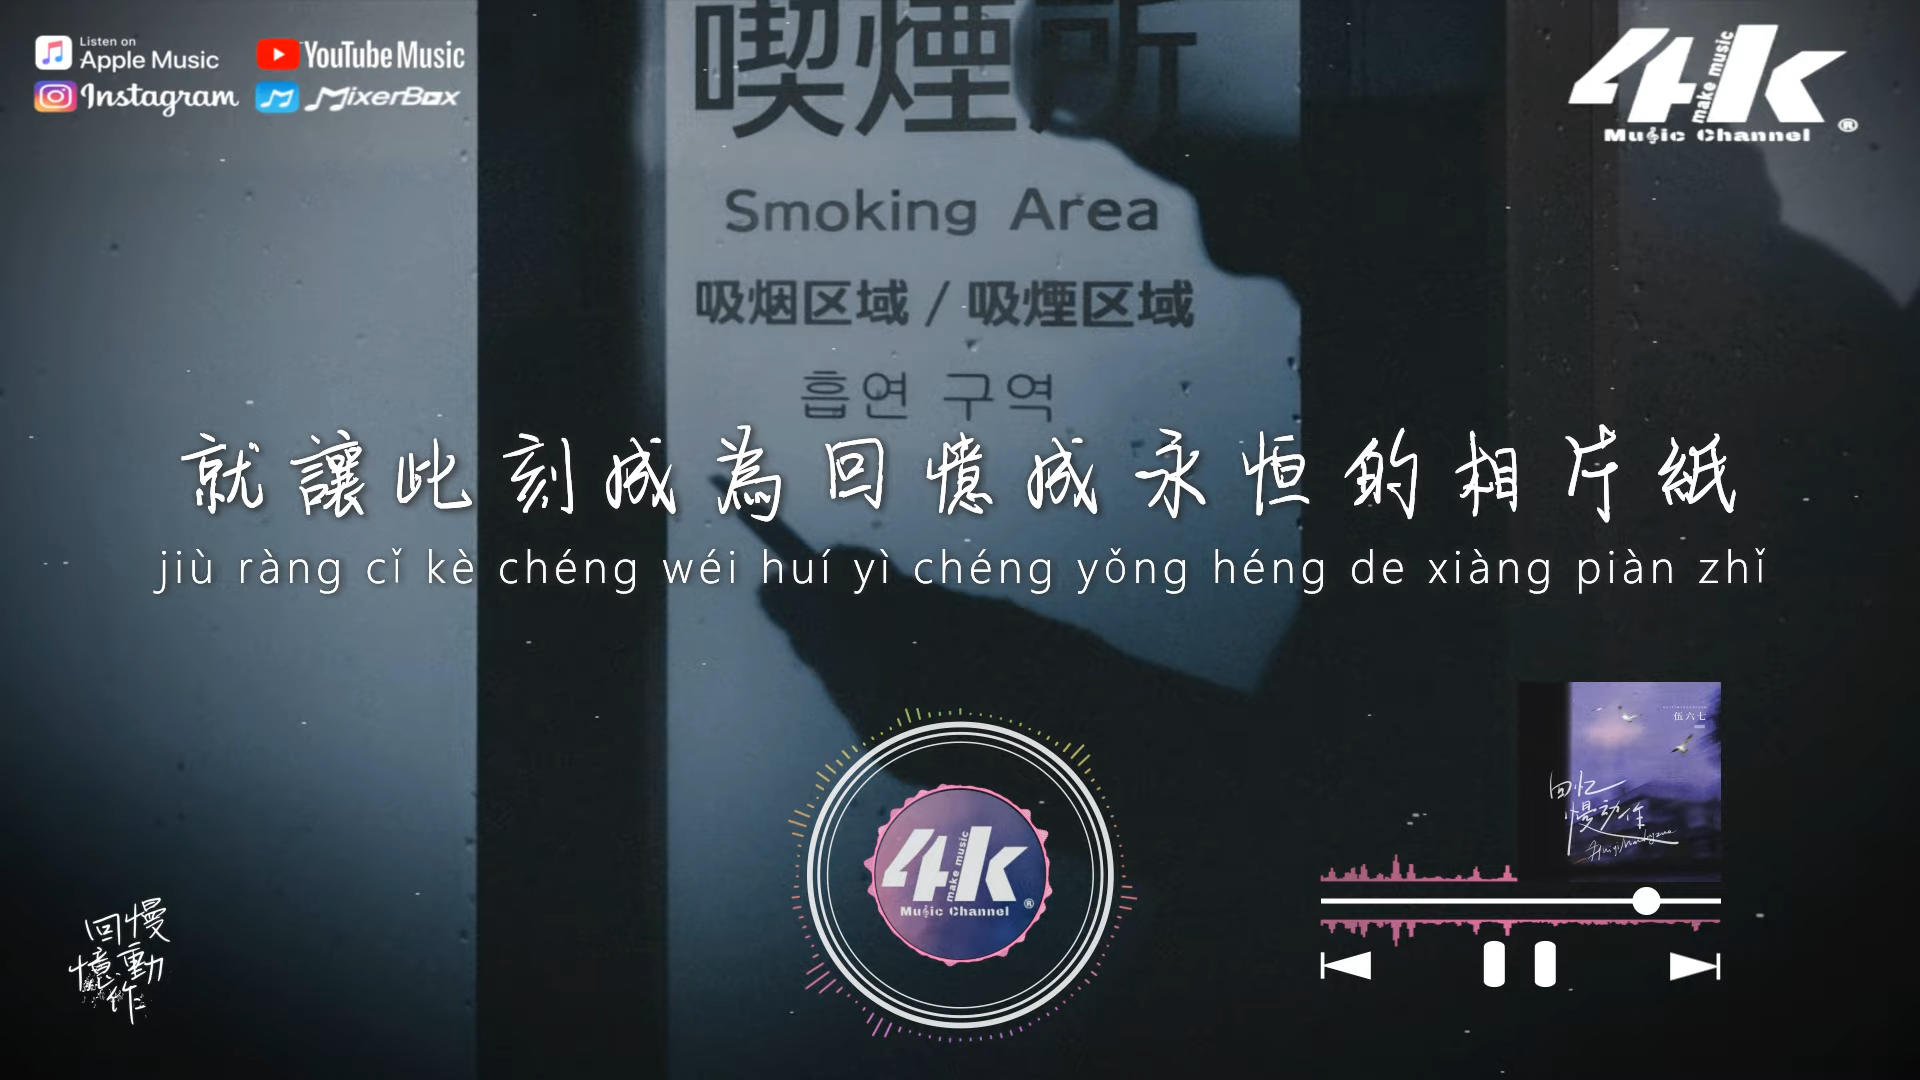 Listen on
Apple Music
YouTube Music
Instagram
MixerBox
4k
make music
Music Channel ®
喫煙所
Smoking Area
吸烟区域 / 吸煙区域
흡연 구역
就讓此刻成為回憶成永恒的相片紙
jiù ràng cǐ kè chéng wéi huí yì chéng yǒng héng de xiàng piàn zhǐ
伍六七
回忆
慢动作
4k
make music
Music Channel ®
回憶
慢動作